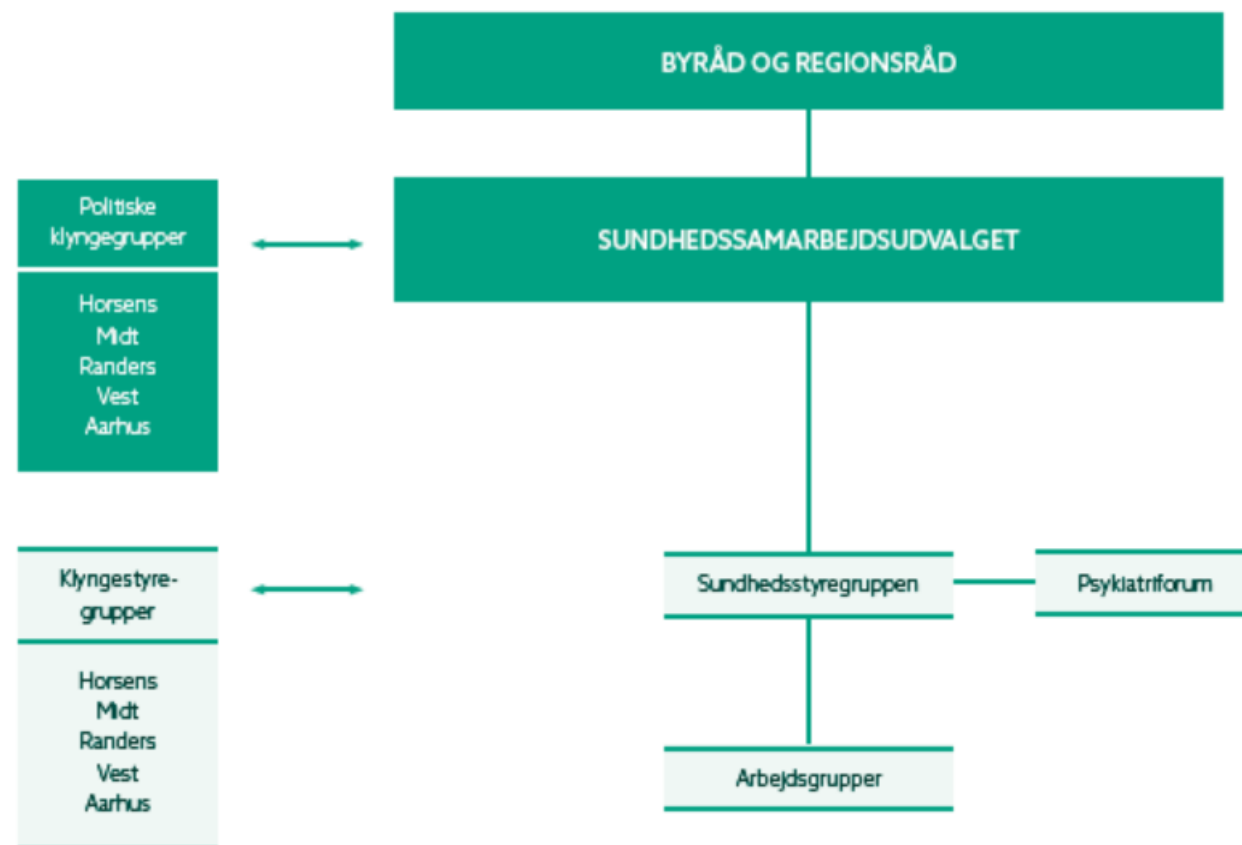 BYRÅD OG REGIONSRÅD
SUNDHEDSSAMARBEJDSUDVALGET
Politiske
klyngegrupper
Horsens
Midt
Randers
Vest
Aarhus
Klyngestyre-
grupper
Horsens
Midt
Randers
Vest
Aarhus
Sundhedsstyregruppen
Psykiatriforum
Arbejdsgrupper